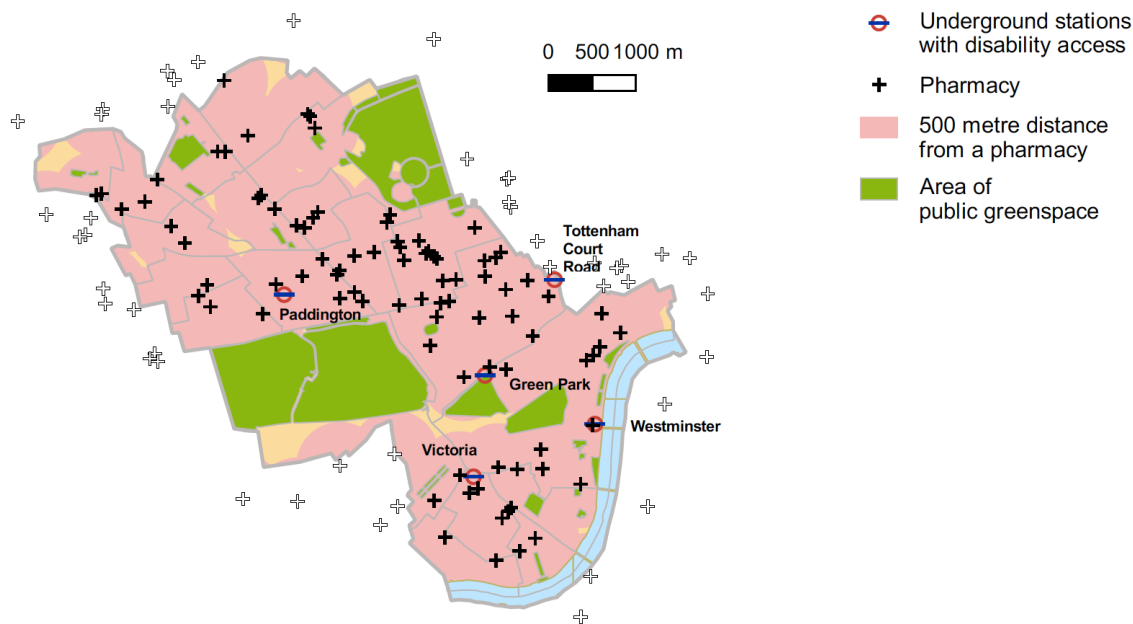 0 500 1000 m
Underground stations
with disability access
Pharmacy
500 metre distance
from a pharmacy
Area of
public greenspace
Tottenham
Court
Road
Paddington
Green Park
Westminster
Victoria